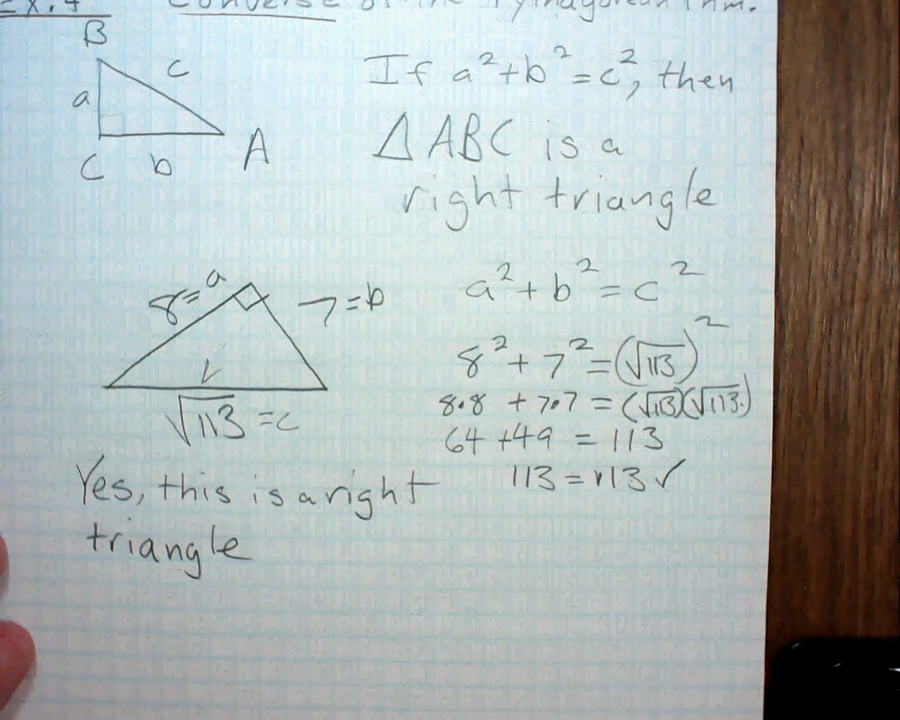 Ex. 4 Converse of the Pythagorean Thm.
B
a
c
C
b
A
If a²+b²=c², then
△ABC is a
right triangle
8=a
7=b
√113=c
a²+b²=c²
8²+7²=(√113)²
8·8 +7·7 = (√113)(√113)
64+49 = 113
113=113✓
Yes, this is a right
triangle